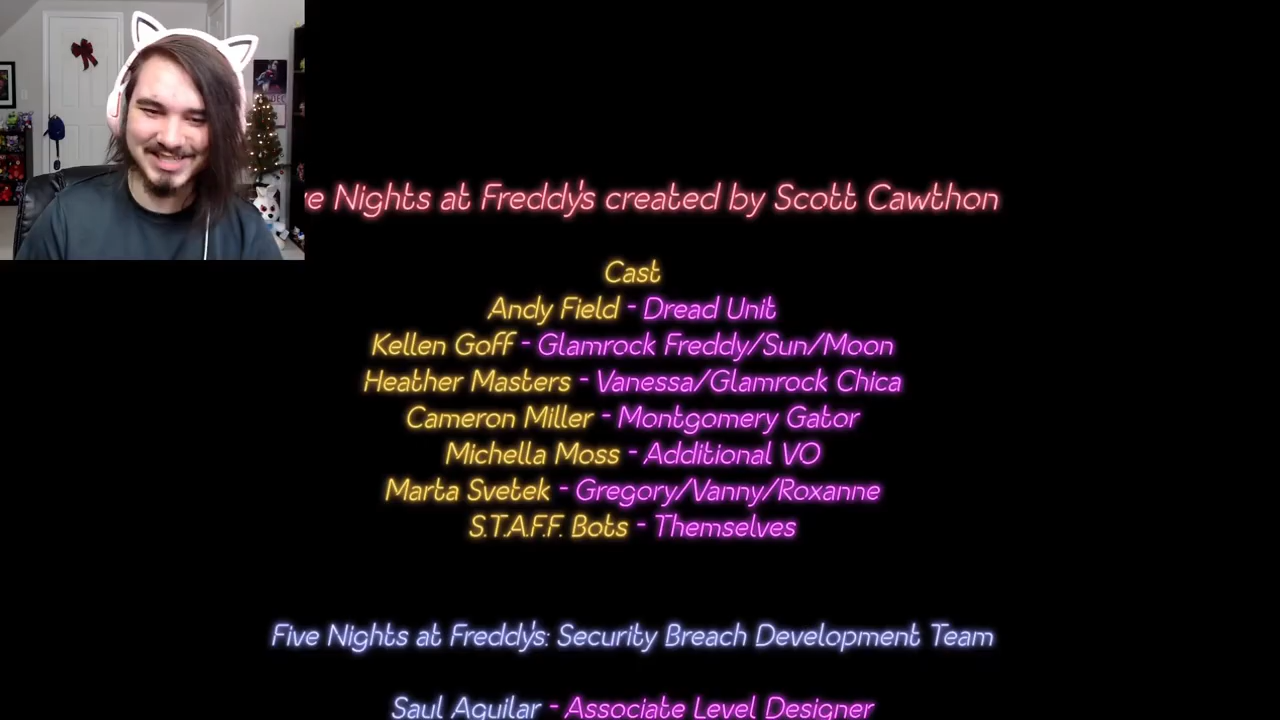 ve Nights at Freddy's created by Scott Cawthon
Cast
Andy Field - Dread Unit
Kellen Goff - Glamrock Freddy/Sun/Moon
Heather Masters - Vanessa/Glamrock Chica
Cameron Miller - Montgomery Gator
Michella Moss - Additional VO
Marta Svetek - Gregory/Vanny/Roxanne
S.T.A.F.F. Bots - Themselves
Five Nights at Freddy's: Security Breach Development Team
Saul Aguilar - Associate Level Designer